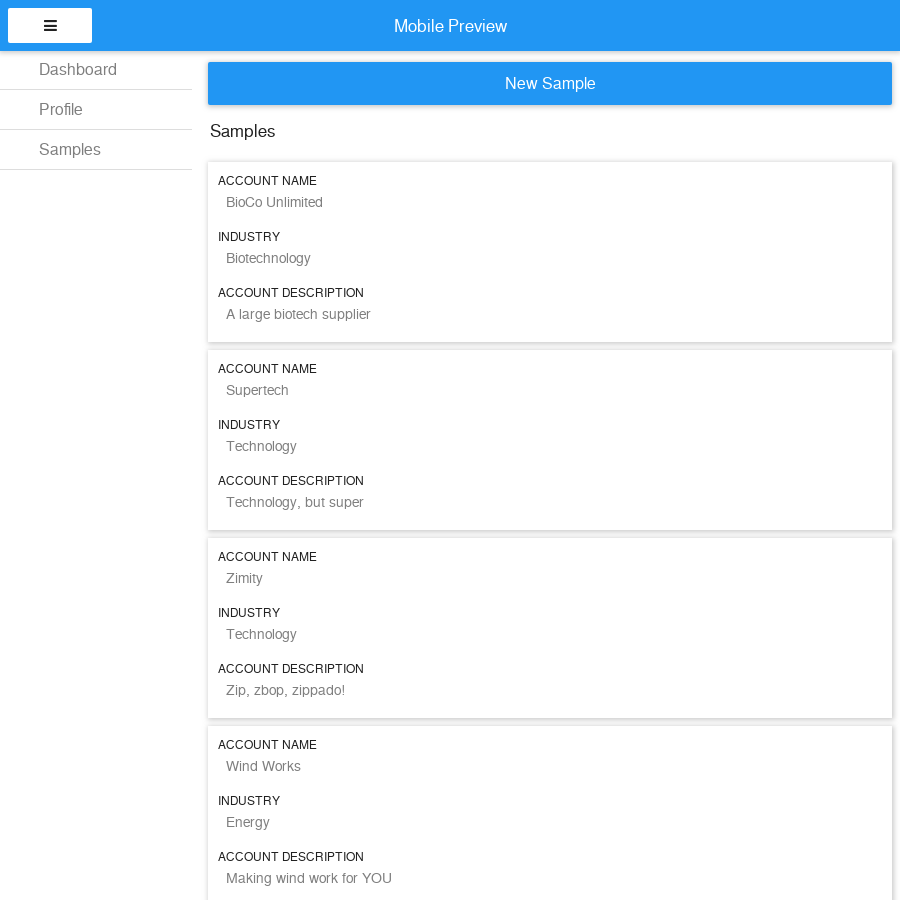 Mobile Preview
Dashboard
Profile
Samples
New Sample
Samples
ACCOUNT NAME
BioCo Unlimited
INDUSTRY
Biotechnology
ACCOUNT DESCRIPTION
A large biotech supplier
ACCOUNT NAME
Supertech
INDUSTRY
Technology
ACCOUNT DESCRIPTION
Technology, but super
ACCOUNT NAME
Zimity
INDUSTRY
Technology
ACCOUNT DESCRIPTION
Zip, zbop, zippado!
ACCOUNT NAME
Wind Works
INDUSTRY
Energy
ACCOUNT DESCRIPTION
Making wind work for YOU